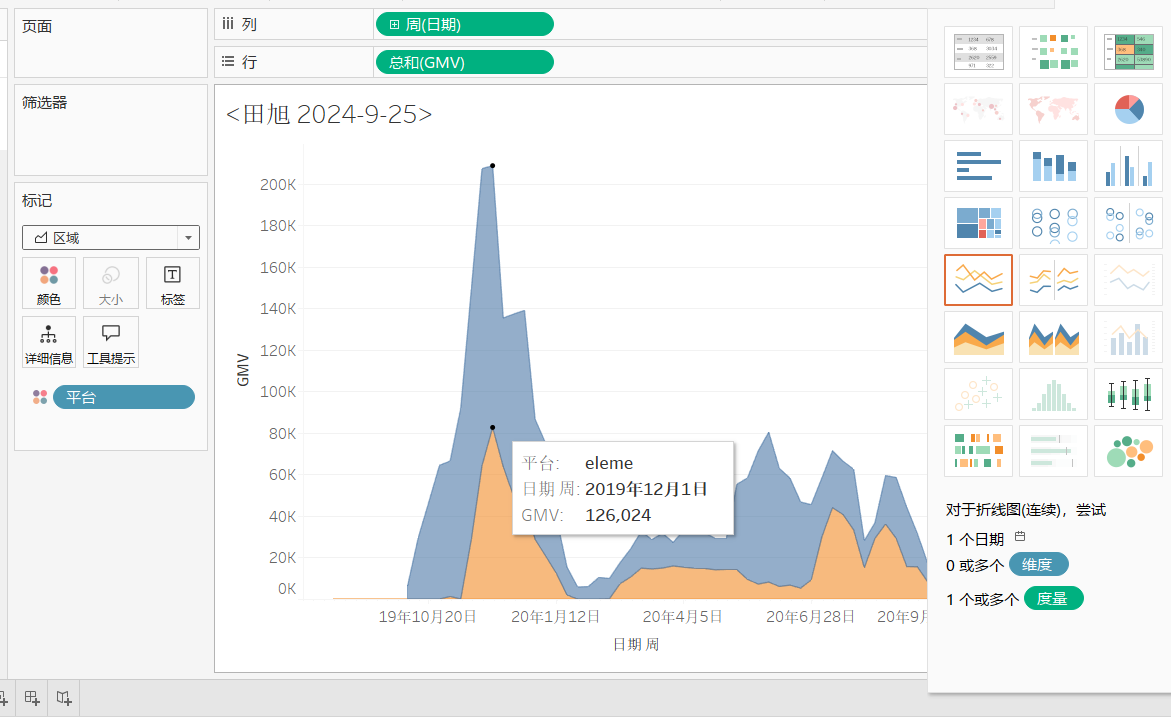 页面
列
周(日期)
行
总和(GMV)
筛选器
<田旭 2024-9-25>
标记
区域
颜色
大小
标签
详细信息
工具提示
平台
GMV
200K
180K
160K
140K
120K
100K
80K
60K
40K
20K
0K
平台: eleme
日期 周: 2019年12月1日
GMV: 126,024
19年10月20日
20年1月12日
20年4月5日
20年6月28日
20年9月
日期 周
对于折线图(连续)，尝试
1 个日期
0 或多个 维度
1 个或多个 度量